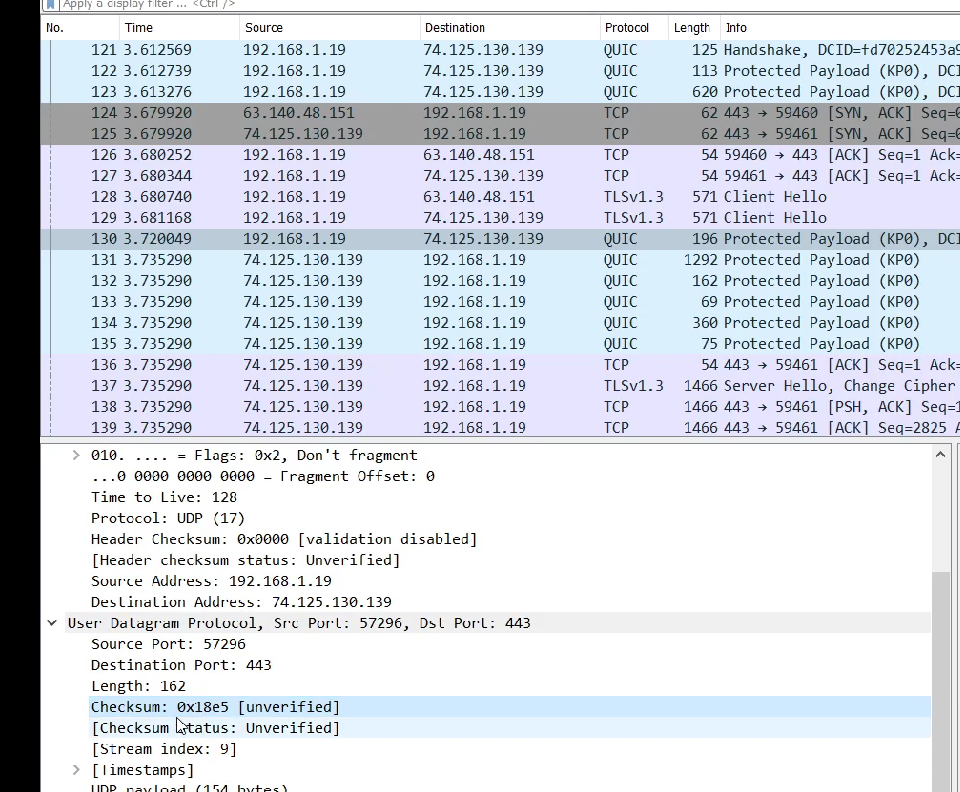 Apply a display filter ... <Ctrl-/>
No. Time Source Destination Protocol Length Info
121 3.612569 192.168.1.19 74.125.130.139 QUIC 125 Handshake, DCID=fd70252453a9
122 3.612739 192.168.1.19 74.125.130.139 QUIC 113 Protected Payload (KP0), DCI
123 3.613276 192.168.1.19 74.125.130.139 QUIC 620 Protected Payload (KP0), DCI
124 3.679920 63.140.48.151 192.168.1.19 TCP 62 443 → 59460 [SYN, ACK] Seq=0
125 3.679920 74.125.130.139 192.168.1.19 TCP 62 443 → 59461 [SYN, ACK] Seq=0
126 3.680252 192.168.1.19 63.140.48.151 TCP 54 59460 → 443 [ACK] Seq=1 Ack=
127 3.680344 192.168.1.19 74.125.130.139 TCP 54 59461 → 443 [ACK] Seq=1 Ack=
128 3.680740 192.168.1.19 63.140.48.151 TLSv1.3 571 Client Hello
129 3.681168 192.168.1.19 74.125.130.139 TLSv1.3 571 Client Hello
130 3.720049 192.168.1.19 74.125.130.139 QUIC 196 Protected Payload (KP0), DCI
131 3.735290 74.125.130.139 192.168.1.19 QUIC 1292 Protected Payload (KP0)
132 3.735290 74.125.130.139 192.168.1.19 QUIC 162 Protected Payload (KP0)
133 3.735290 74.125.130.139 192.168.1.19 QUIC 69 Protected Payload (KP0)
134 3.735290 74.125.130.139 192.168.1.19 QUIC 360 Protected Payload (KP0)
135 3.735290 74.125.130.139 192.168.1.19 QUIC 75 Protected Payload (KP0)
136 3.735290 74.125.130.139 192.168.1.19 TCP 54 443 → 59461 [ACK] Seq=1 Ack=
137 3.735290 74.125.130.139 192.168.1.19 TLSv1.3 1466 Server Hello, Change Cipher
138 3.735290 74.125.130.139 192.168.1.19 TCP 1466 443 → 59461 [PSH, ACK] Seq=1
139 3.735290 74.125.130.139 192.168.1.19 TCP 1466 443 → 59461 [ACK] Seq=2825 A
010. .... = Flags: 0x2, Don't fragment
...0 0000 0000 0000 = Fragment Offset: 0
Time to Live: 128
Protocol: UDP (17)
Header Checksum: 0x0000 [validation disabled]
[Header checksum status: Unverified]
Source Address: 192.168.1.19
Destination Address: 74.125.130.139
User Datagram Protocol, Src Port: 57296, Dst Port: 443
Source Port: 57296
Destination Port: 443
Length: 162
Checksum: 0x18e5 [unverified]
[Checksum Status: Unverified]
[Stream index: 9]
[Timestamps]
UDP payload (154 bytes)